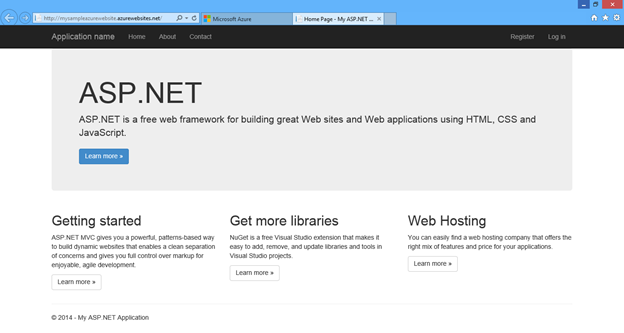 http://mysampleazurewebsite.azurewebsites.net/
Microsoft Azure
Home Page - My ASP.NET ...
Application name Home About Contact Register Log in
ASP.NET
ASP.NET is a free web framework for building great Web sites and Web applications using HTML, CSS and
JavaScript.
Learn more »
Getting started
ASP.NET MVC gives you a powerful, patterns-based way
to build dynamic websites that enables a clean separation
of concerns and gives you full control over markup for
enjoyable, agile development.
Learn more »
Get more libraries
NuGet is a free Visual Studio extension that makes it
easy to add, remove, and update libraries and tools in
Visual Studio projects.
Learn more »
Web Hosting
You can easily find a web hosting company that offers the
right mix of features and price for your applications.
Learn more »
© 2014 - My ASP.NET Application